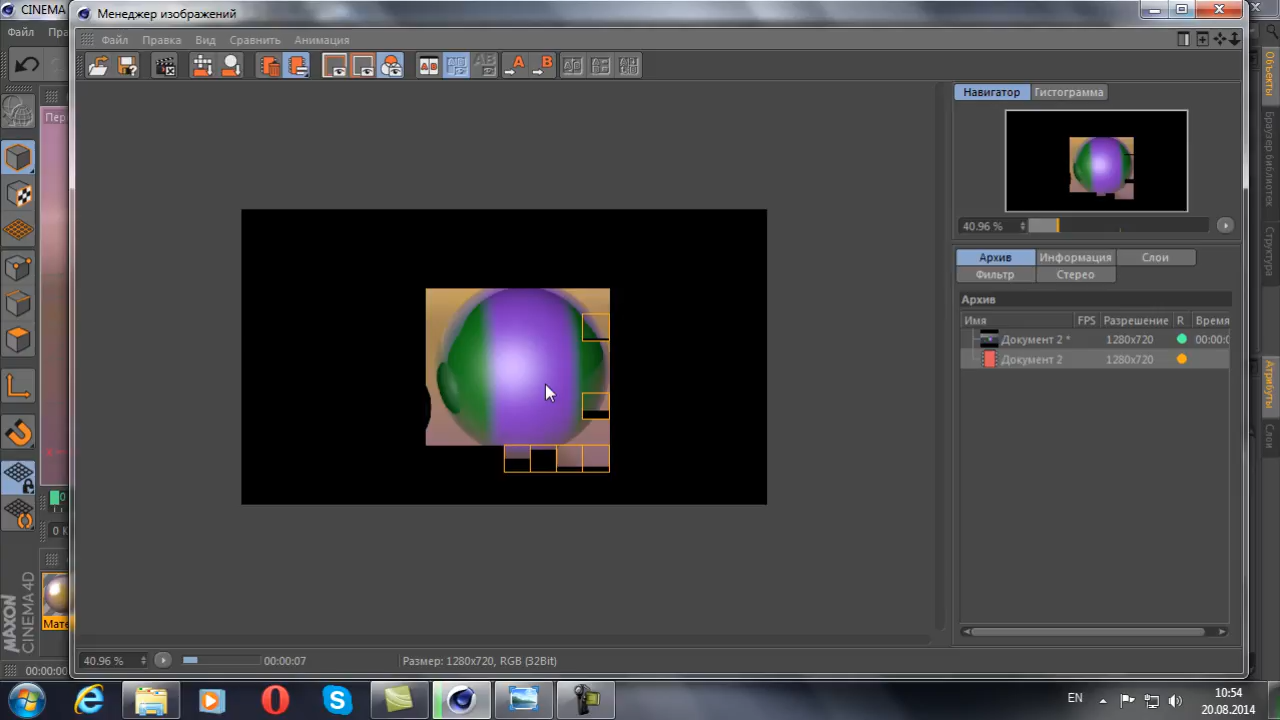 CINEMA
Менеджер изображений
Файл
Файл Правка Вид Сравнить Анимация
Навигатор Гистограмма
40.96 %
Архив Информация Слои
Фильтр Стерео
Архив
Имя FPS Разрешение R Время
Документ 2 * 1280x720 00:00:0
Документ 2 1280x720
Объекты
Браузер библиотек
Структура
Атрибуты
Слои
MAXON
CINEMA 4D
Мате
00:00:00
40.96 % 00:00:07 Размер: 1280x720, RGB (32Bit)
EN 10:54
20.08.2014